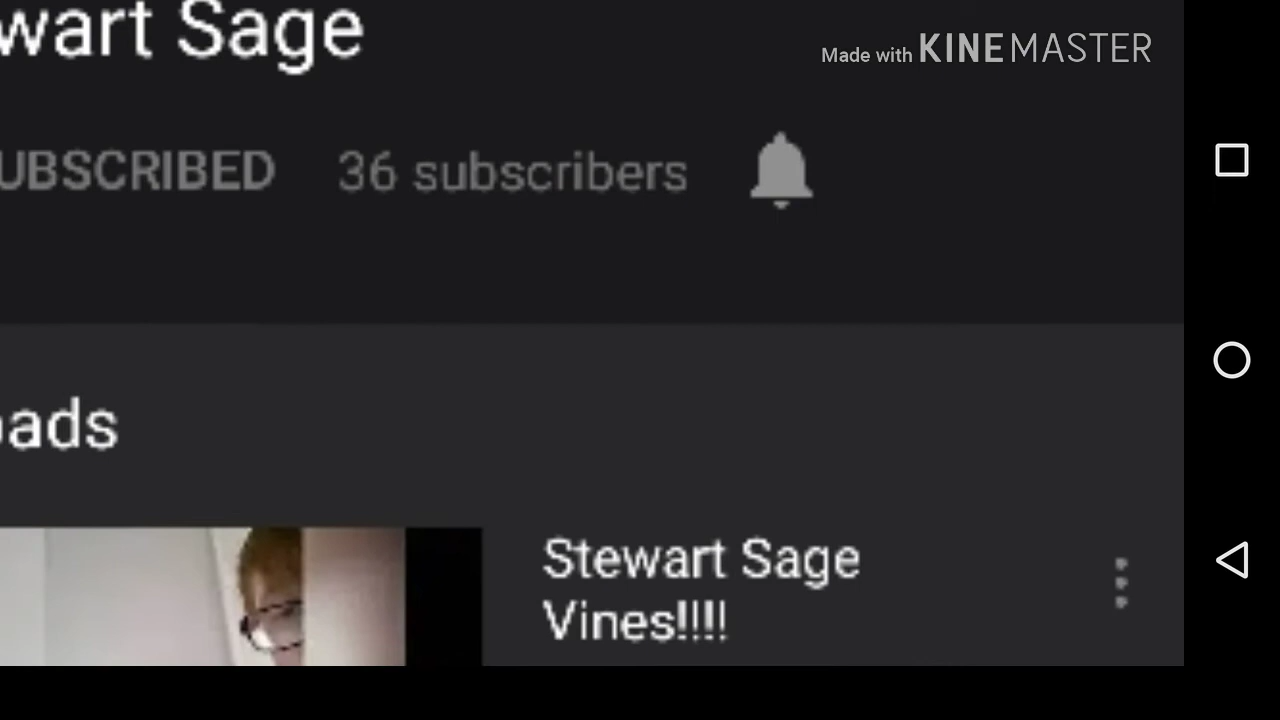 wart Sage
Made with KINEMASTER
UBSCRIBED 36 subscribers
oads
Stewart Sage
Vines!!!!